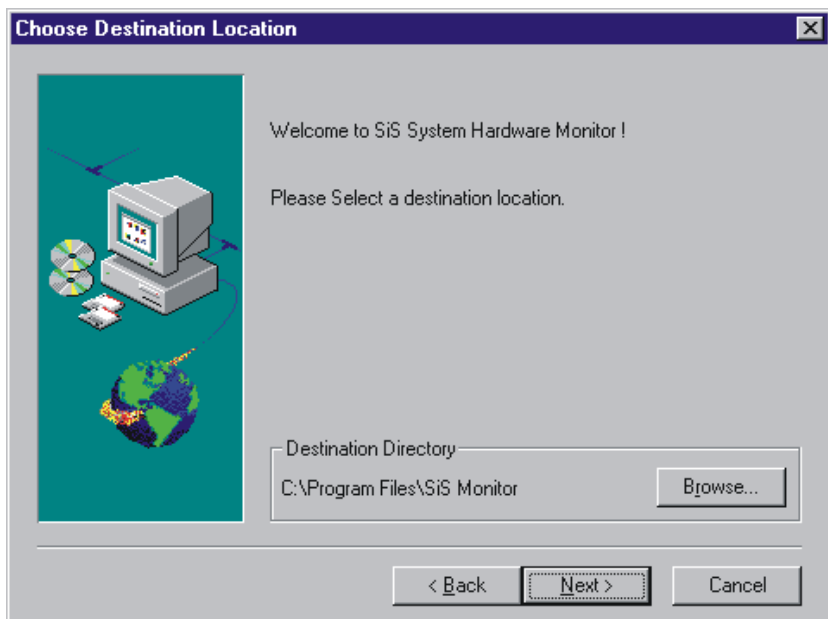 Choose Destination Location
Welcome to SiS System Hardware Monitor !
Please Select a destination location.
Destination Directory
C:\Program Files\SiS Monitor
Browse...
< Back
Next >
Cancel